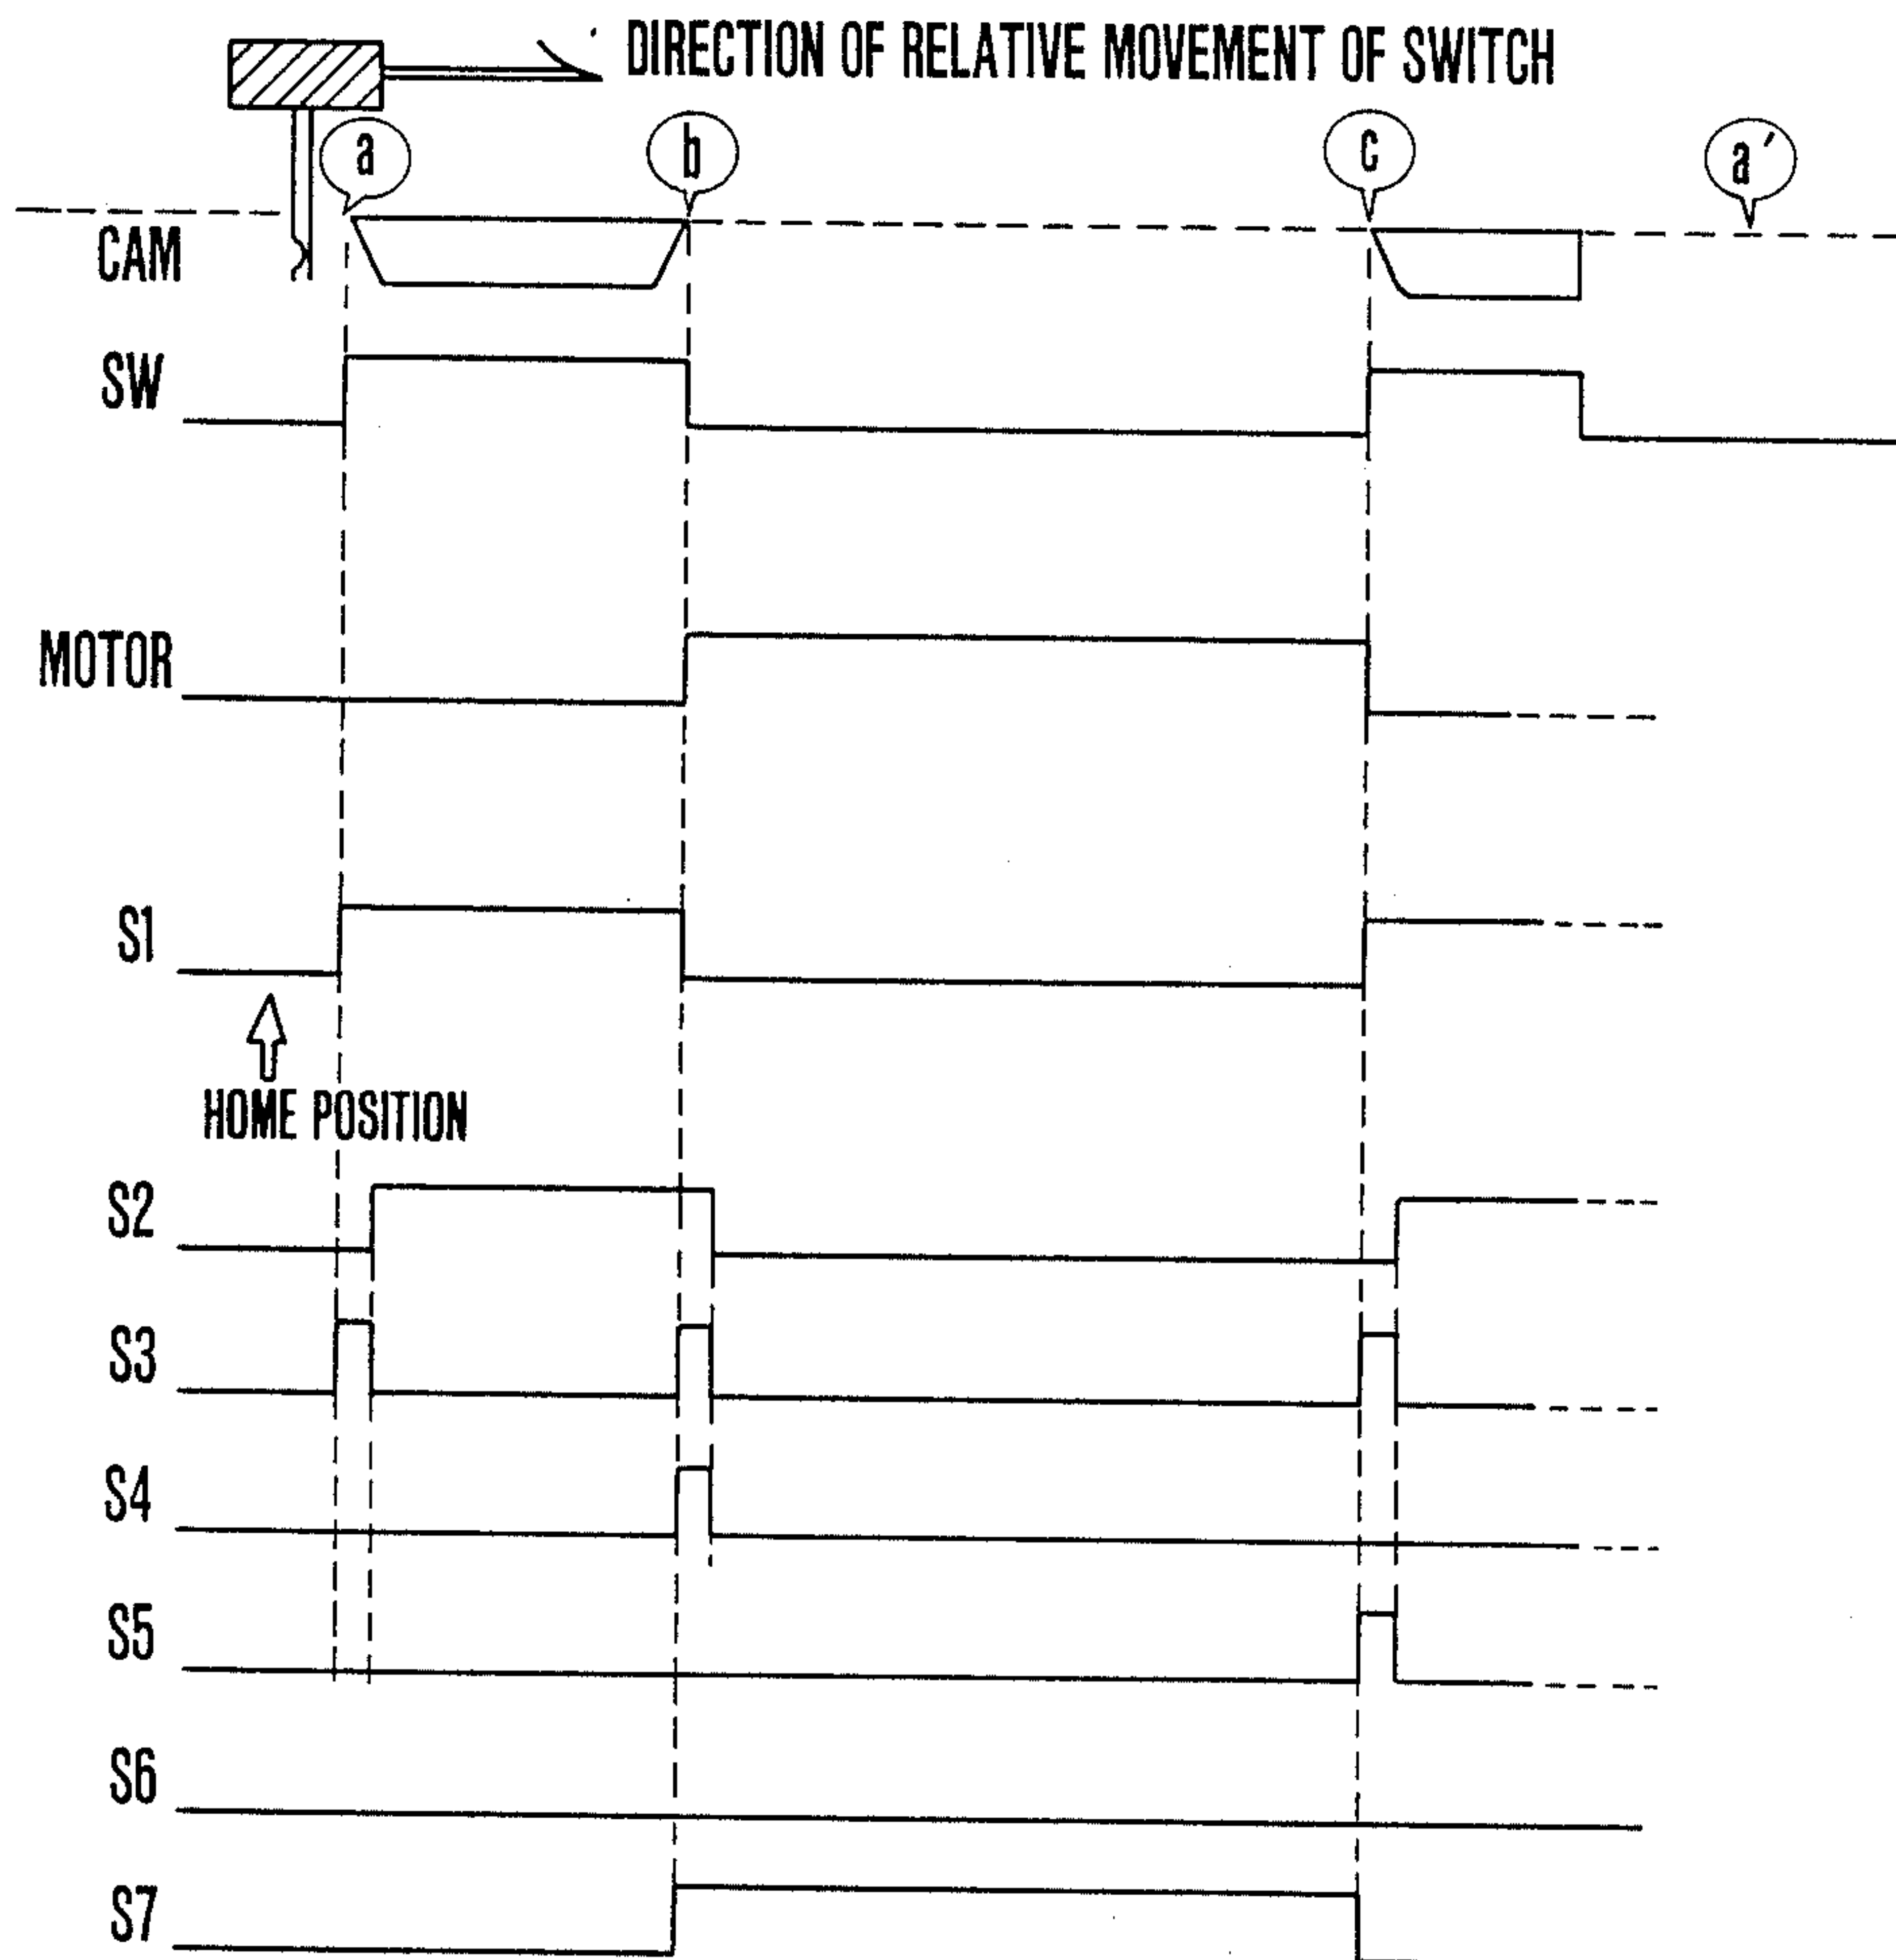 DIRECTION OF RELATIVE MOVEMENT OF SWITCH
a
b
c
a'
CAM
SW
MOTOR
S1
HOME POSITION
S2
S3
S4
S5
S6
S7